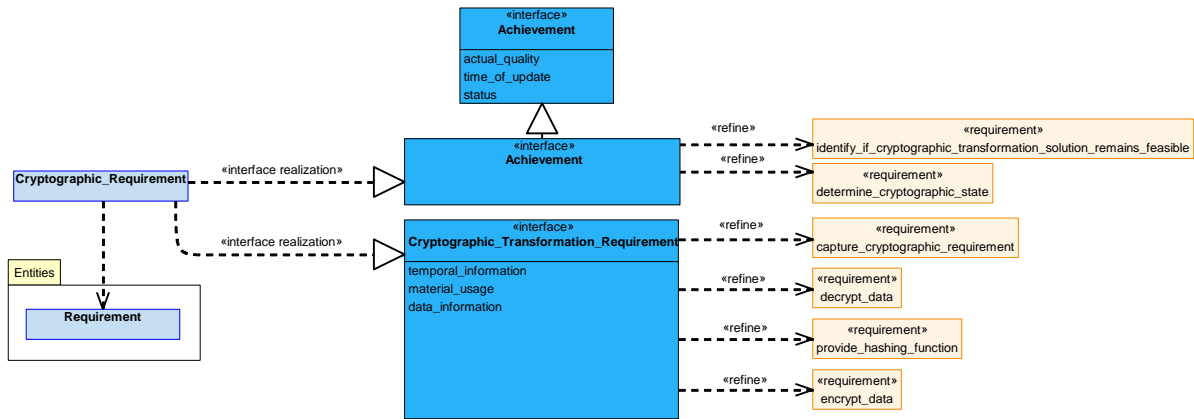 «interface»
Achievement
actual_quality
time_of_update
status
«interface»
Achievement
«refine»
«requirement»
identify_if_cryptographic_transformation_solution_remains_feasible
«refine»
«requirement»
determine_cryptographic_state
Cryptographic_Requirement
«interface realization»
«interface realization»
«interface»
Cryptographic_Transformation_Requirement
temporal_information
material_usage
data_information
«refine»
«requirement»
capture_cryptographic_requirement
«refine»
«requirement»
decrypt_data
«refine»
«requirement»
provide_hashing_function
«refine»
«requirement»
encrypt_data
Entities
Requirement